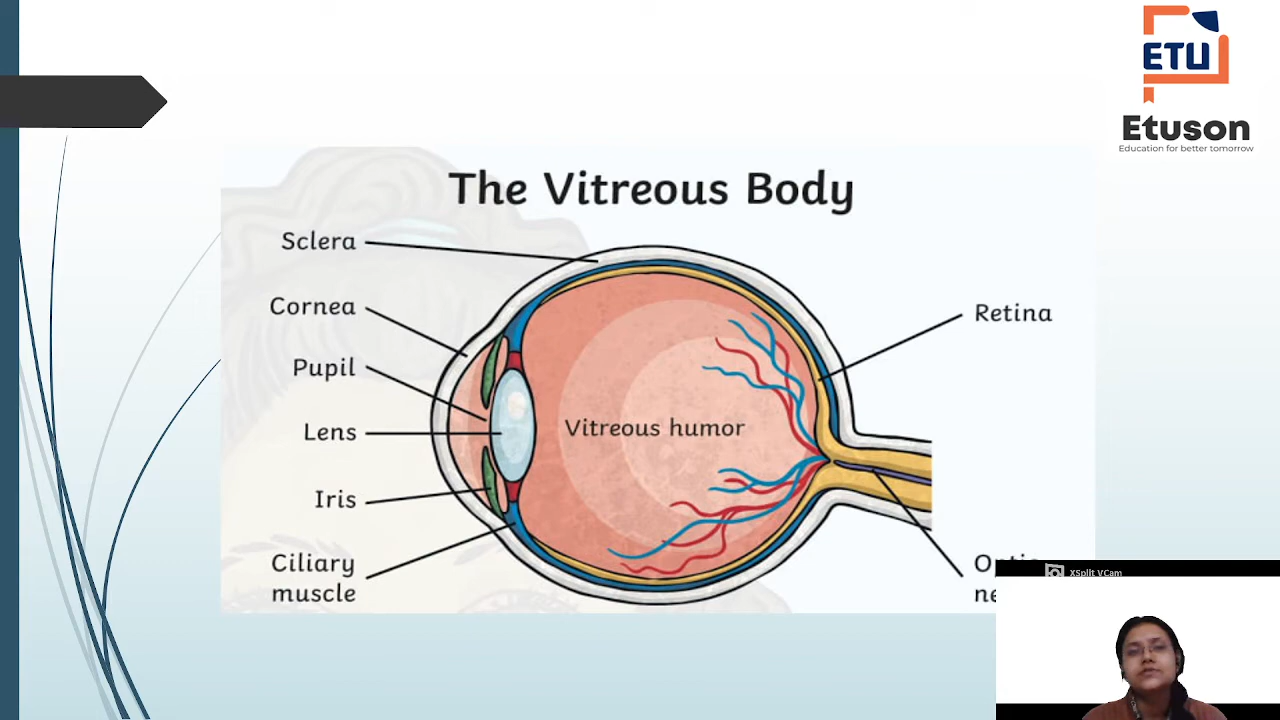 ETU
Etuson
Education for better tomorrow
The Vitreous Body
Sclera
Cornea
Pupil
Lens
Iris
Ciliary
muscle
Vitreous humor
Retina
XSplit VCam